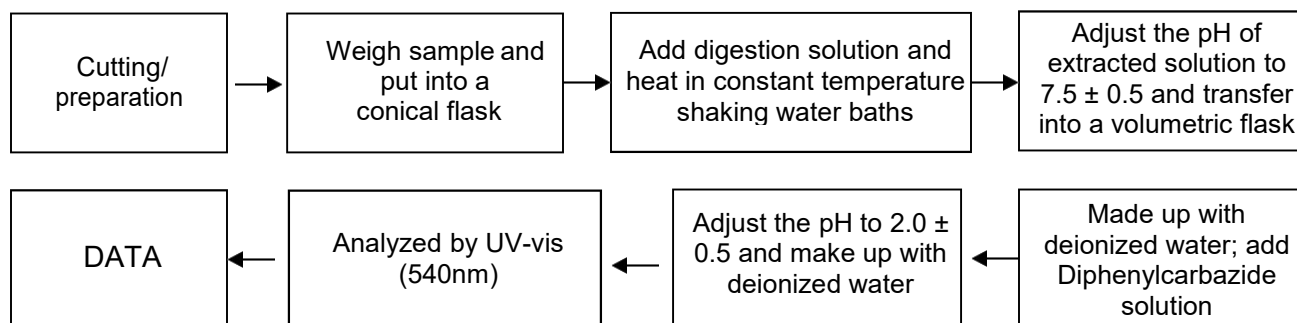 Cutting/
preparation
Weigh sample and
put into a
conical flask
Add digestion solution and
heat in constant temperature
shaking water baths
Adjust the pH of
extracted solution to
7.5 ± 0.5 and transfer
into a volumetric flask
Made up with
deionized water; add
Diphenylcarbazide
solution
Adjust the pH to 2.0 ±
0.5 and make up with
deionized water
Analyzed by UV-vis
(540nm)
DATA